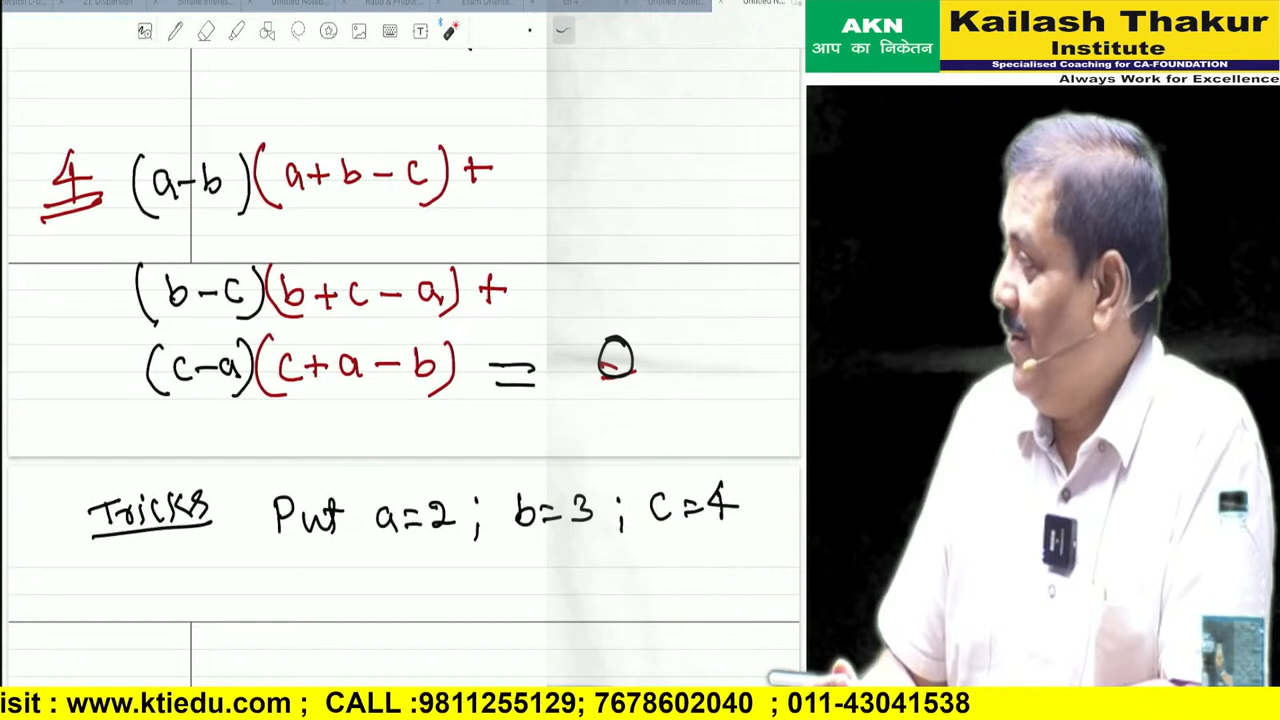 AKN
आप का निकेतन
Kailash Thakur
Institute
Specialised Coaching for CA-FOUNDATION
Always Work for Excellence
4 (a-b)(a+b-c)+
(b-c)(b+c-a)+
(c-a)(c+a-b) = 0
Tricks Put a=2; b=3; c=4
isit : www.ktiedu.com ; CALL :9811255129; 7678602040 ; 011-43041538